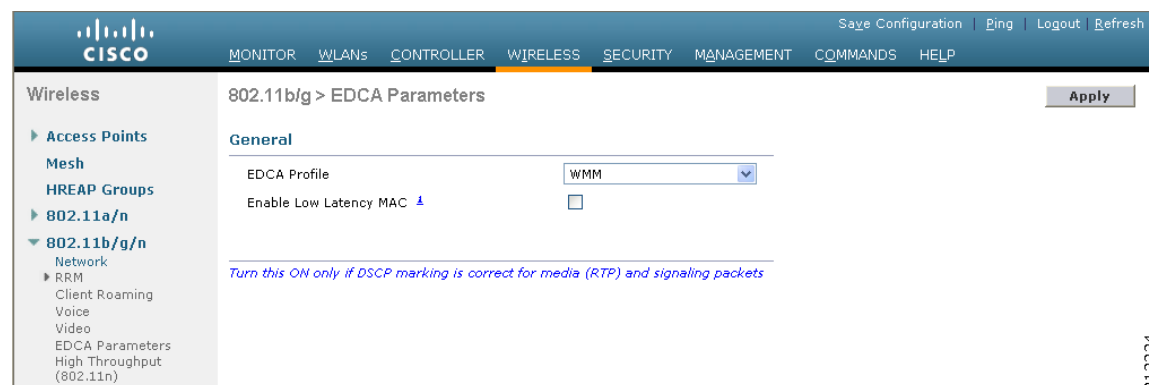 Save Configuration | Ping | Logout | Refresh
CISCO
MONITOR WLANs CONTROLLER WIRELESS SECURITY MANAGEMENT COMMANDS HELP
Wireless
802.11b/g > EDCA Parameters
Apply
Access Points
Mesh
HREAP Groups
802.11a/n
802.11b/g/n
Network
RRM
Client Roaming
Voice
Video
EDCA Parameters
High Throughput
(802.11n)
General
EDCA Profile WMM
Enable Low Latency MAC i
Turn this ON only if DSCP marking is correct for media (RTP) and signaling packets